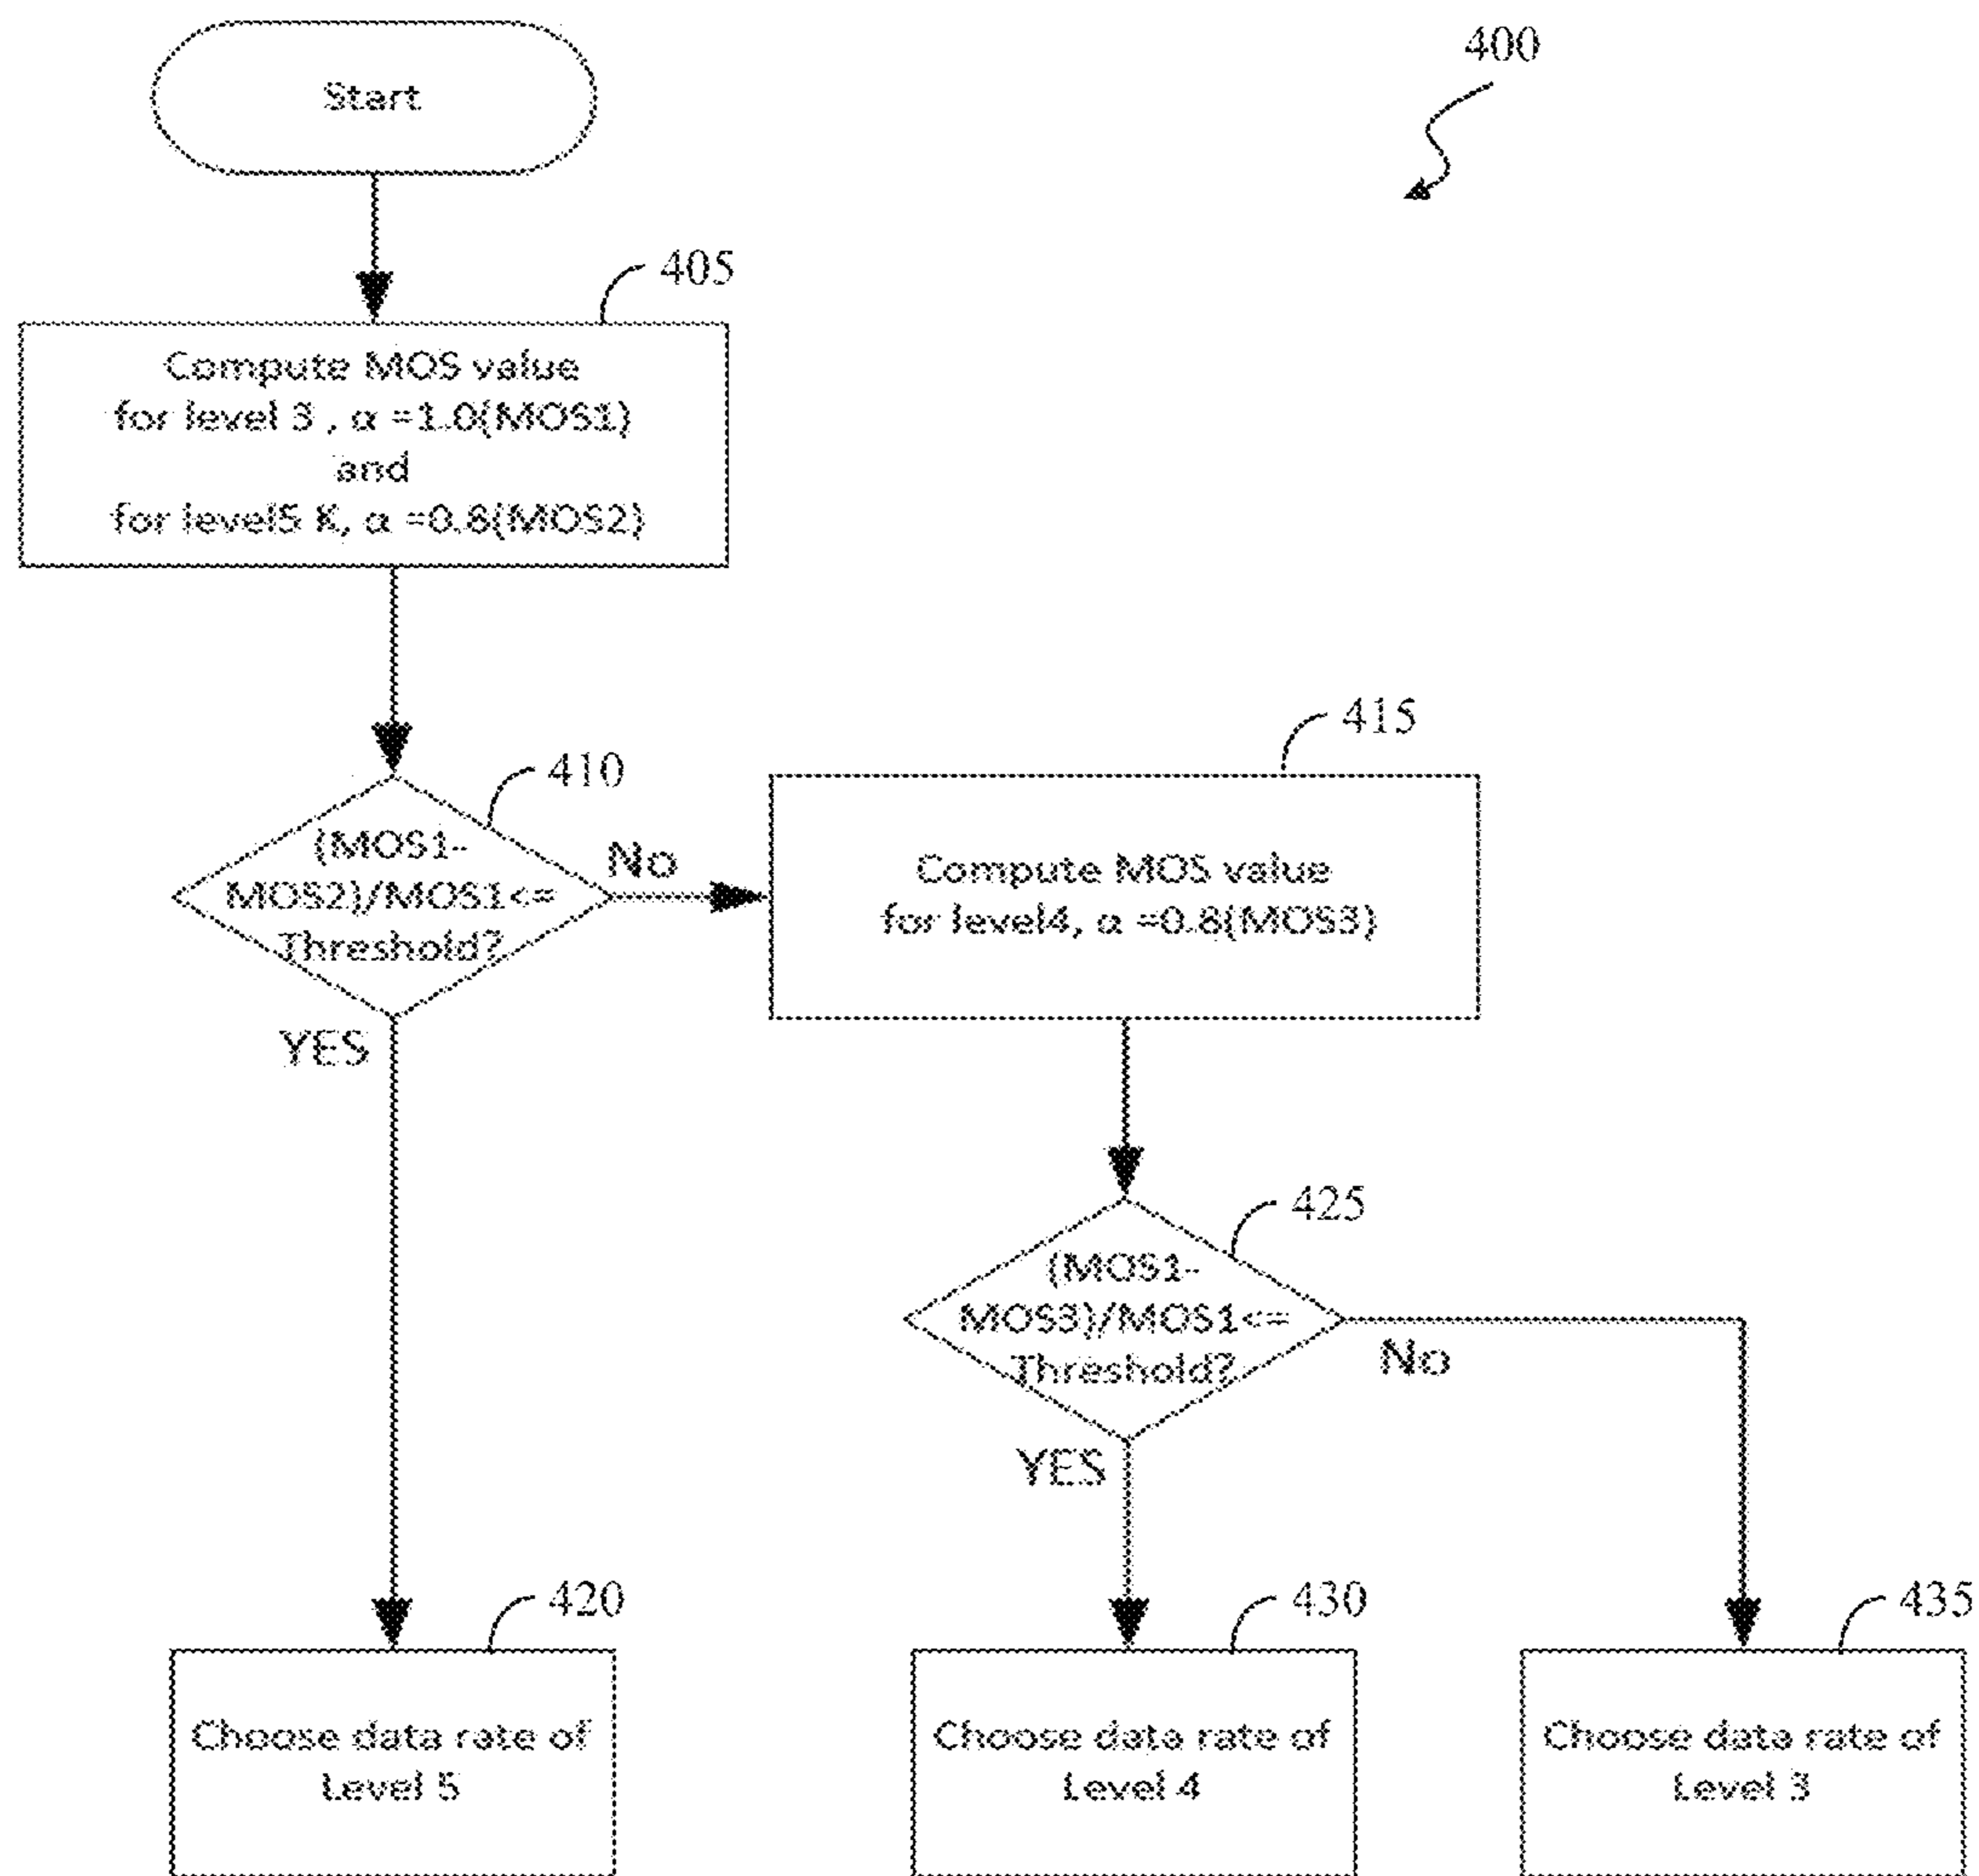 400
Start
405
Compute MOS value
for level 3 , α =1.0(MOS1)
and
for level5 K, α =0.8(MOS2)
410
(MOS1-
MOS2)/MOS1<=
Threshold?
No
YES
415
Compute MOS value
for level4, α =0.8(MOS3)
425
(MOS1-
MOS3)/MOS1<=
Threshold?
No
YES
420
Choose data rate of
Level 5
430
Choose data rate of
Level 4
435
Choose data rate of
Level 3